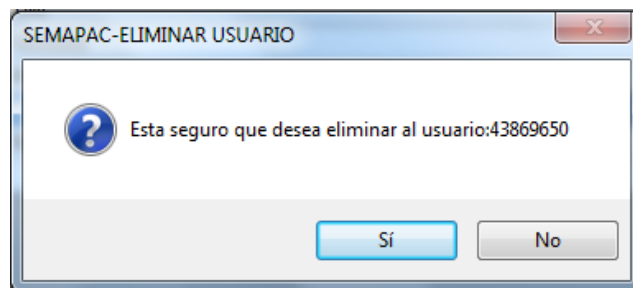 SEMAPAC-ELIMINAR USUARIO
Esta seguro que desea eliminar al usuario:43869650
Sí
No